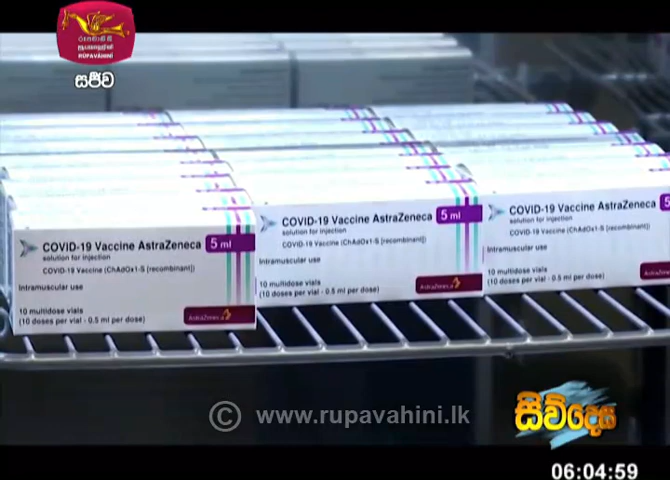 රූපවාහිනී
RUPAVAHINI
සජීව
COVID-19 Vaccine AstraZeneca 5 ml
solution for injection
COVID-19 Vaccine (ChAdOx1-S [recombinant])
Intramuscular use
10 multidose vials
(10 doses per vial - 0.5 ml per dose)
AstraZeneca
COVID-19 Vaccine AstraZeneca 5 ml
solution for injection
COVID-19 Vaccine (ChAdOx1-S [recombinant])
Intramuscular use
10 multidose vials
(10 doses per vial - 0.5 ml per dose)
AstraZeneca
COVID-19 Vaccine AstraZeneca 5
solution for injection
COVID-19 Vaccine (ChAdOx1-S [recombinant])
Intramuscular use
10 multidose vials
(10 doses per vial - 0.5 ml per dose)
© www.rupavahini.lk
සිව්දෙස
06:04:59